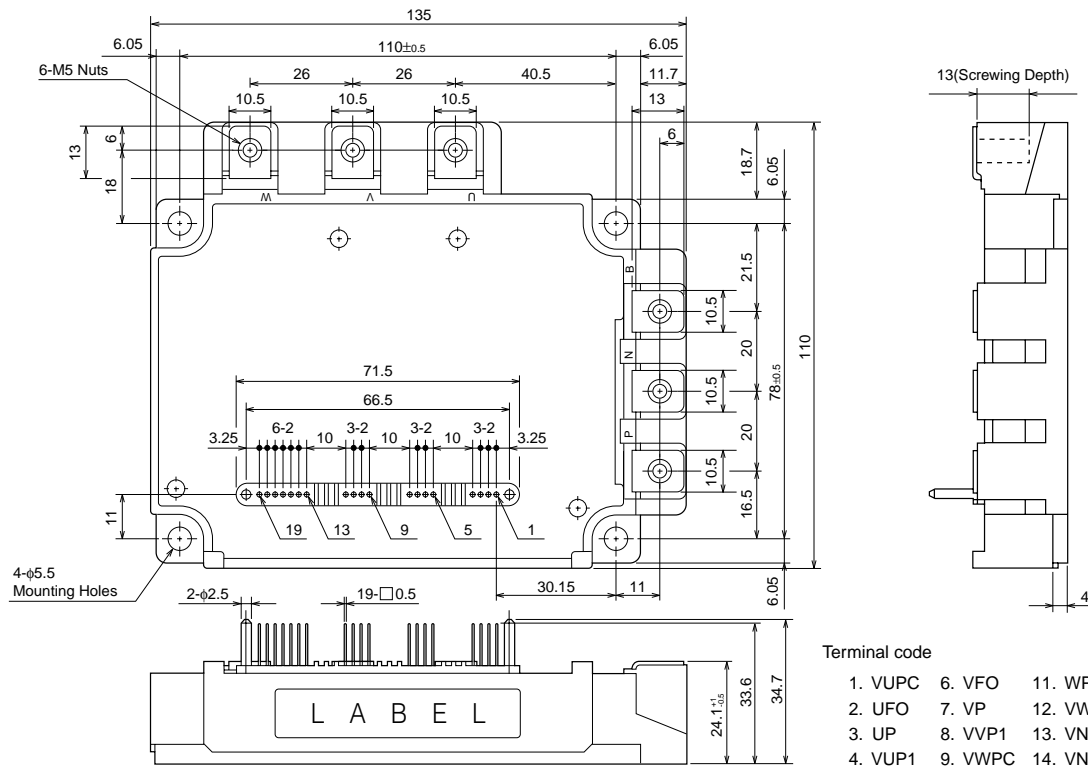 135
6.05
110±0.5
6.05
6-M5 Nuts
26
26
40.5
11.7
10.5
10.5
10.5
13
6
13
6
18
W
V
U
18.7
6.05
13(Screwing Depth)
B
21.5
10.5
N
20
10.5
P
20
10.5
16.5
78±0.5
110
6.05
71.5
66.5
3.25
6-2
10
3-2
10
3-2
10
3-2
3.25
11
19
13
9
5
1
4-ϕ5.5
Mounting Holes
30.15
11
4
2-ϕ2.5
19-□0.5
LABEL
24.1 +1 -0.5
33.6
34.7
Terminal code
1. VUPC 6. VFO
2. UFO 7. VP 12. VW
3. UP 8. VVP1 13. VN
4. VUP1 9. VWPC 14. VN